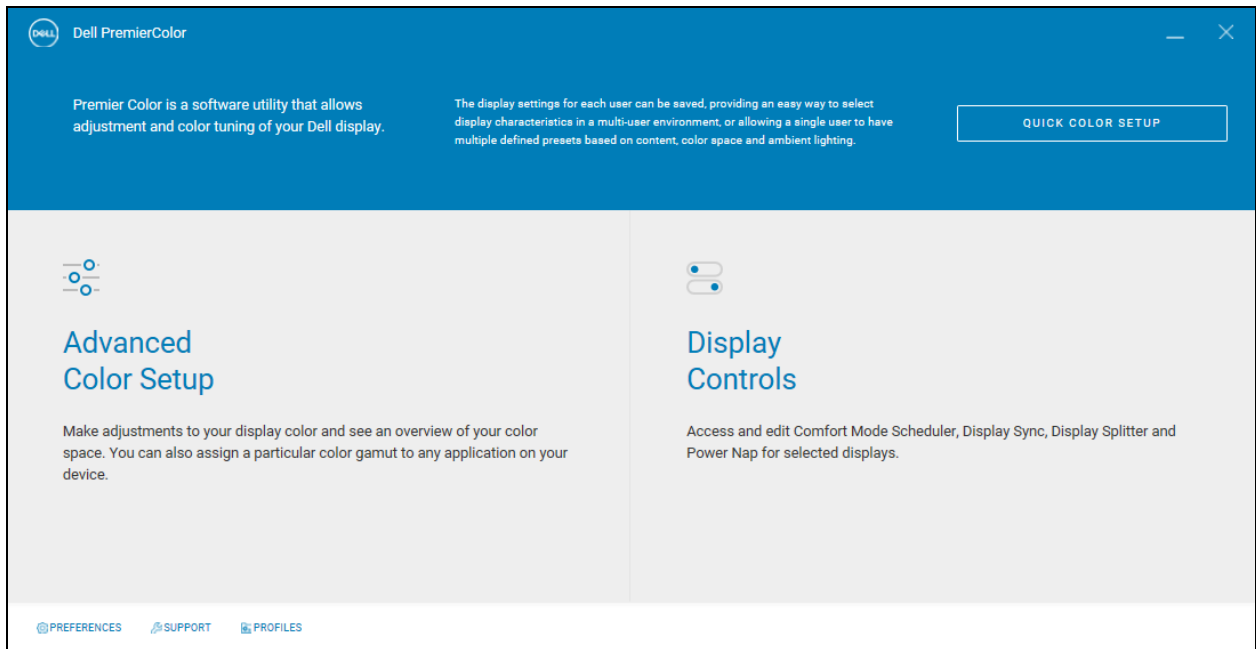 DELL
Dell PremierColor
Premier Color is a software utility that allows
adjustment and color tuning of your Dell display.
The display settings for each user can be saved, providing an easy way to select
display characteristics in a multi-user environment, or allowing a single user to have
multiple defined presets based on content, color space and ambient lighting.
QUICK COLOR SETUP
Advanced
Color Setup
Make adjustments to your display color and see an overview of your color
space. You can also assign a particular color gamut to any application on your
device.
Display
Controls
Access and edit Comfort Mode Scheduler, Display Sync, Display Splitter and
Power Nap for selected displays.
PREFERENCES
SUPPORT
PROFILES